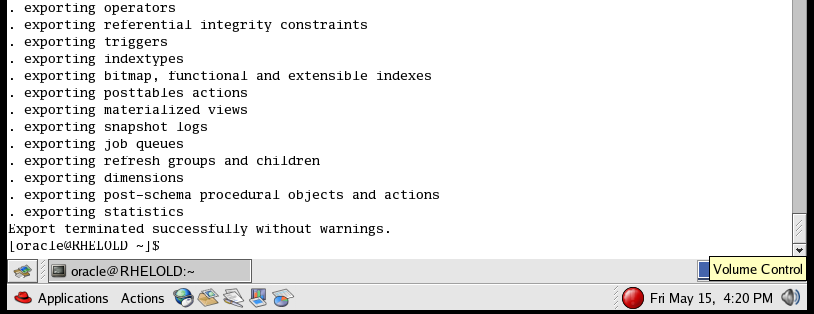 . exporting operators
. exporting referential integrity constraints
. exporting triggers
. exporting indextypes
. exporting bitmap, functional and extensible indexes
. exporting posttables actions
. exporting materialized views
. exporting snapshot logs
. exporting job queues
. exporting refresh groups and children
. exporting dimensions
. exporting post-schema procedural objects and actions
. exporting statistics
Export terminated successfully without warnings.
[oracle@RHELOLD ~]$
oracle@RHELOLD:~
Volume Control
Applications Actions Fri May 15, 4:20 PM